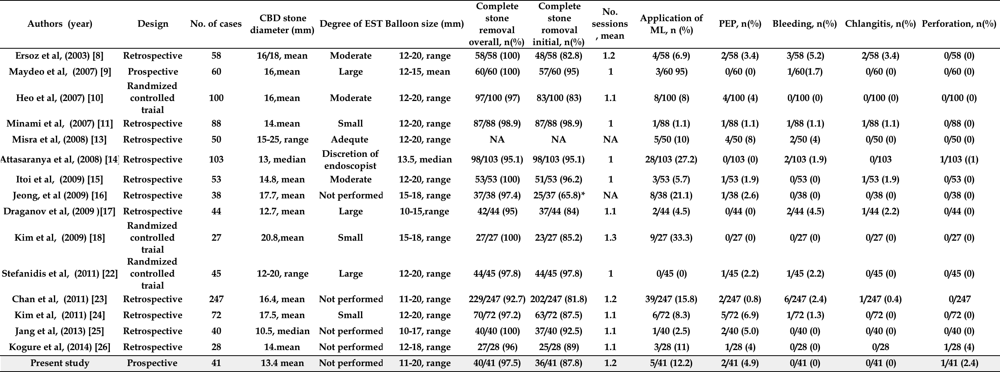 Authors (year) Design No. of cases CBD stone diameter (mm) Degree of EST Balloon size (mm) Complete stone removal overall, n(%) Complete stone romoval initial, n(%) No. sessions , mean Application of ML, n (%) PEP, n(%) Bleeding, n(%) Chlangitis, n(%) Perforation, n(%)
Ersoz et al, (2003) [8] Retrospective 58 16/18, mean Moderate 12-20, range 58/58 (100) 48/58 (82.8) 1.2 4/58 (6.9) 2/58 (3.4) 3/58 (5.2) 2/58 (3.4) 0/58 (0)
Maydeo et al, (2007) [9] Prospective 60 16,mean Large 12-15, mean 60/60 (100) 57/60 (95) 1 3/60 95) 0/60 (0) 1/60(1.7) 0/60 (0) 0/60 (0)
Heo et al, (2007) [10] Randmized controlled traial 100 16,mean Moderate 12-20, range 97/100 (97) 83/100 (83) 1.1 8/100 (8) 4/100 (4) 0/100 (0) 0/100 (0) 0/100 (0)
Minami et al, (2007) [11] Retrospective 88 14.mean Small 12-20, range 87/88 (98.9) 87/88 (98.9) 1 1/88 (1.1) 1/88 (1.1) 1/88 (1.1) 1/88 (1.1) 0/88 (0)
Misra et al, (2008) [13] Retrospective 50 15-25, range Adequte 12-20, range NA NA NA 5/50 (10) 4/50 (8) 2/50 (4) 0/50 (0) 0/50 (0)
Attasaranya et al, (2008) [14] Retrospective 103 13, median Discretion of endoscopist 13.5, median 98/103 (95.1) 98/103 (95.1) 1 28/103 (27.2) 0/103 (0) 2/103 (1.9) 0/103 1/103 ((1)
Itoi et al, (2009) [15] Retrospective 53 14.8, mean Moderate 12-20, range 53/53 (100) 51/53 (96.2) 1 3/53 (5.7) 1/53 (1.9) 0/53 (0) 1/53 (1.9) 0/53 (0)
Jeong, et al (2009) [16] Retrospective 38 17.7, mean Not performed 15-18, range 37/38 (97.4) 25/37 (65.8)* NA 8/38 (21.1) 1/38 (2.6) 0/38 (0) 0/38 (0) 0/38 (0)
Draganov et al, (2009 )[17] Retrospective 44 12.7, mean Large 10-15,range 42/44 (95) 37/44 (84) 1.1 2/44 (4.5) 0/44 (0) 2/44 (4.5) 1/44 (2.2) 0/44 (0)
Kim et al, (2009) [18] Randmized controlled traial 27 20.8,mean Small 15-18, range 27/27 (100) 23/27 (85.2) 1.3 9/27 (33.3) 0/27 (0) 0/27 (0) 0/27 (0) 0/27 (0)
Stefanidis et al, (2011) [22] Randmized controlled traial 45 12-20, range Large 12-20, range 44/45 (97.8) 44/45 (97.8) 1 0/45 (0) 1/45 (2.2) 1/45 (2.2) 0/45 (0) 0/45 (0)
Chan et al, (2011) [23] Retrospective 247 16.4, mean Not performed 11-20, range 229/247 (92.7) 202/247 (81.8) 1.2 39/247 (15.8) 2/247 (0.8) 6/247 (2.4) 1/247 (0.4) 0/247
Kim et al, (2011) [24] Retrospective 72 17.5, mean Small 12-20, range 70/72 (97.2) 63/72 (87.5) 1.1 6/72 (8.3) 5/72 (6.9) 1/72 (1.3) 0/72 (0) 0/72 (0)
Jang et al, (2013) [25] Retrospective 40 10.5, median Not performed 10-17, range 40/40 (100) 37/40 (92.5) 1.1 1/40 (2.5) 2/40 (5.0) 0/40 (0) 0/40 (0) 0/40 (0)
Kogure et al, (2014) [26] Retrospective 28 14.mean Not performed 12-18, range 27/28 (96) 25/28 (89) 1.1 3/28 (11) 1/28 (4) 0/28 (0) 0/28 1/28 (4)
Present study Prospective 41 13.4 mean Not performed 11-20, range 40/41 (97.5) 36/41 (87.8) 1.2 5/41 (12.2) 2/41 (4.9) 0/41 (0) 0/41 (0) 1/41 (2.4)